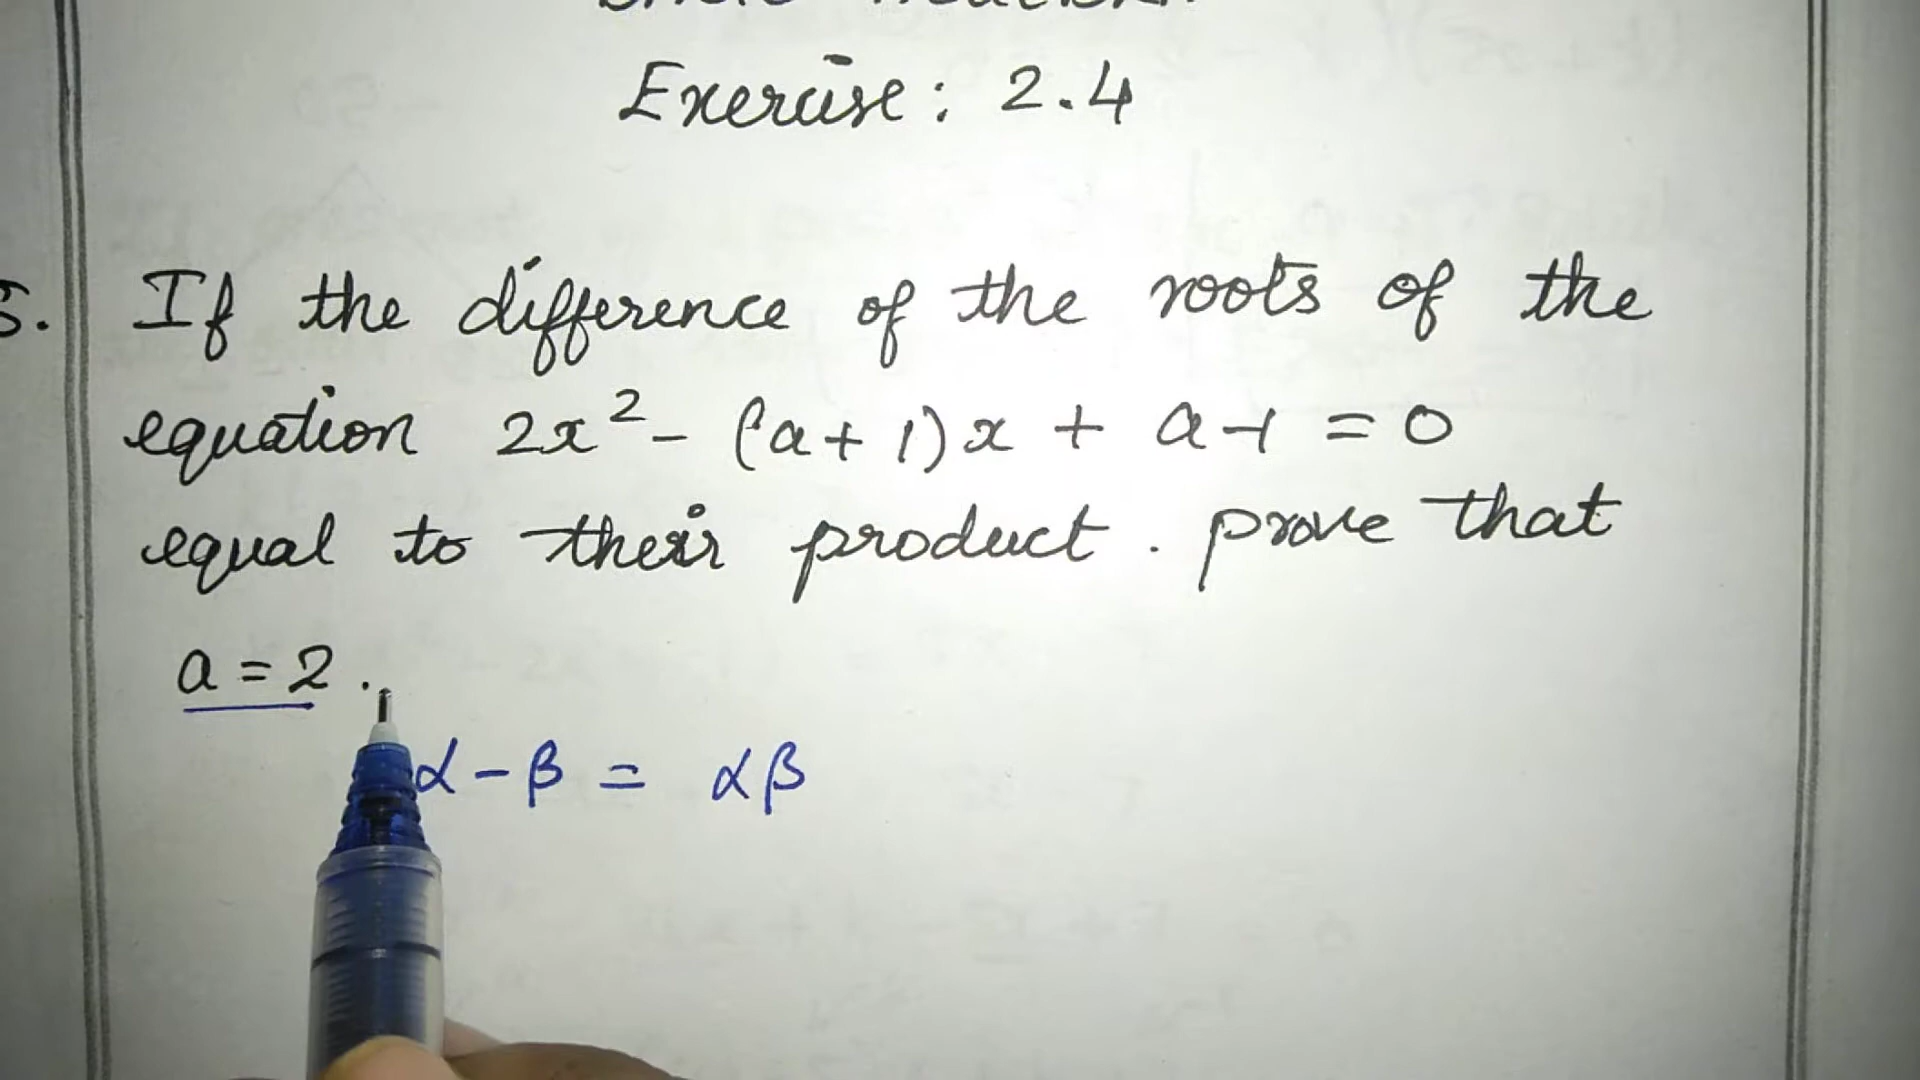 Exercise: 2.4
5. If the difference of the roots of the
equation 2x² - (a+1)x + a-1 = 0
equal to their product. prove that
a = 2.
α - β = αβ